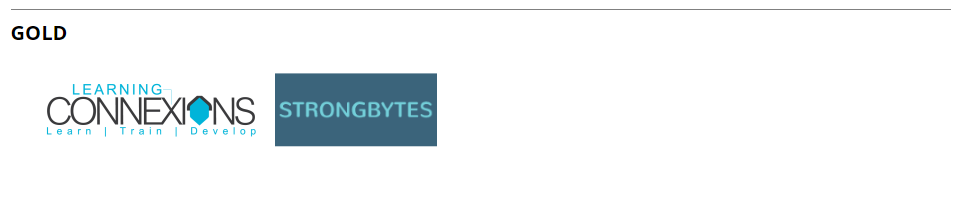 GOLD
LEARNING
CONNEXIONS
Learn | Train | Develop
STRONGBYTES